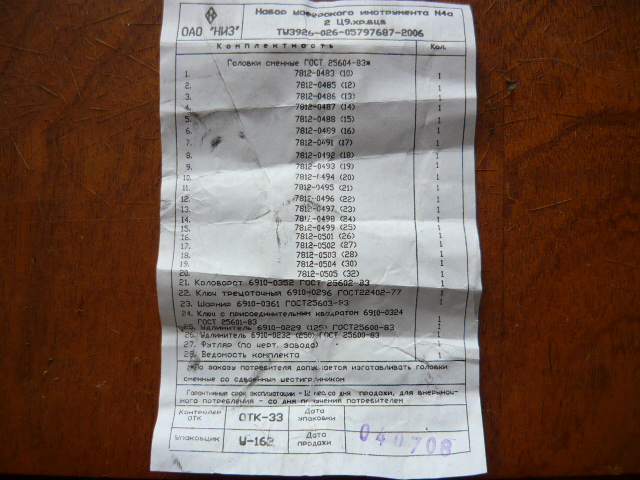 ОАО "НИЗ"
Набор шоферского инструмента N4а
2 Ц9.хр.бцв
ТУ3926-026-05797687-2006
Комплектность Кол.
Головки сменные ГОСТ 25604-83*
1. 7812-0483 (10) 1
2. 7812-0485 (12) 1
3. 7812-0486 (13) 1
4. 7812-0487 (14) 1
5. 7812-0488 (15) 1
6. 7812-0489 (16) 1
7. 7812-0491 (17) 1
8. 7812-0492 (18) 1
9. 7812-0493 (19) 1
10. 7812-0494 (20) 1
11. 7812-0495 (21) 1
12. 7812-0496 (22) 1
13. 7812-0497 (23) 1
14. 7812-0498 (24) 1
15. 7812-0499 (25) 1
16. 7812-0501 (26) 1
17. 7812-0502 (27) 1
18. 7812-0503 (28) 1
19. 7812-0504 (30) 1
20. 7812-0505 (32) 1
21. Коловорот 6910-0352 ГОСТ 25602-83 1
22. Ключ трещоточный 6910-0296 ГОСТ22402-77 1
23. Шарнир 6910-0361 ГОСТ25603-83 1
24. Ключ с присоединительным квадратом 6910-0324
ГОСТ 25601-83 1
25. Удлинитель 6910-0229 (125) ГОСТ25600-83 1
26. Удлинитель 6910-0232 (250) ГОСТ 25600-83 1
27. Футляр (по черт. завода) 1
28. Ведомость комплекта 1
*По заказу потребителя допускается изготавливать головки
сменные со сдвоенным шестигранником
Гарантийный срок эксплуатации - 12 мес. со дня продажи, для внерыноч-
ного потребления - со дня получения потребителем
Контролер ОТК ОТК-33 Дата упаковки
Упаковщик У-162 Дата продажи 040708